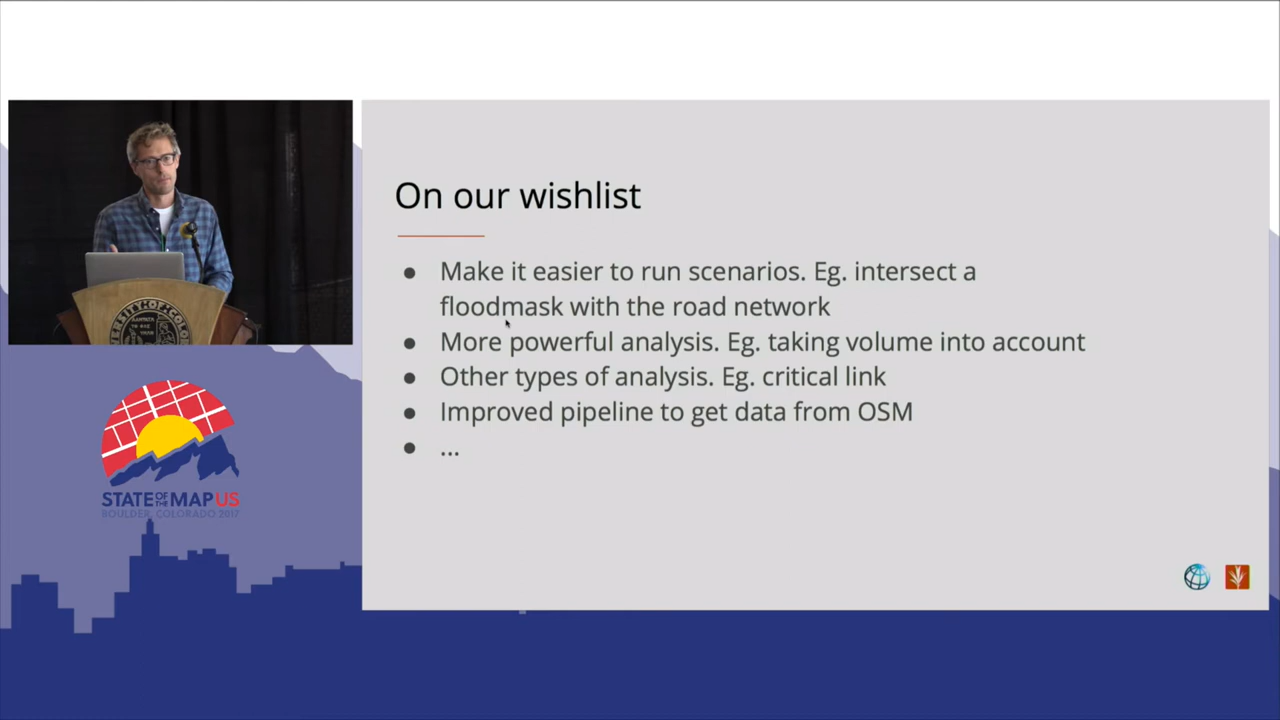 On our wishlist
● Make it easier to run scenarios. Eg. intersect a
floodmask with the road network
● More powerful analysis. Eg. taking volume into account
● Other types of analysis. Eg. critical link
● Improved pipeline to get data from OSM
● ...
STATE OF THE MAP US
BOULDER, COLORADO 2017